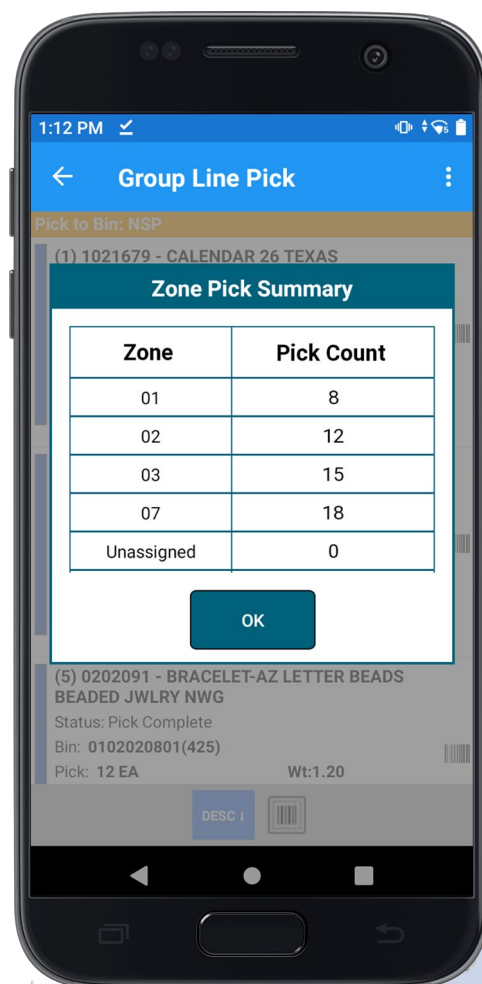 1:12 PM
Group Line Pick
Pick to Bin: NSP
(1) 1021679 - CALENDAR 26 TEXAS
Zone Pick Summary
Zone Pick Count
01 8
02 12
03 15
07 18
Unassigned 0
OK
(5) 0202091 - BRACELET-AZ LETTER BEADS
BEADED JWLRY NWG
Status: Pick Complete
Bin: 0102020801(425)
Pick: 12 EA Wt:1.20
DESC ↓